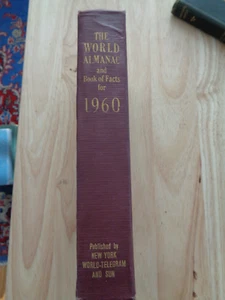 THE
WORLD
ALMANAC
and
Book of Facts
for
1960
Published by
NEW YORK
WORLD-TELEGRAM
AND SUN